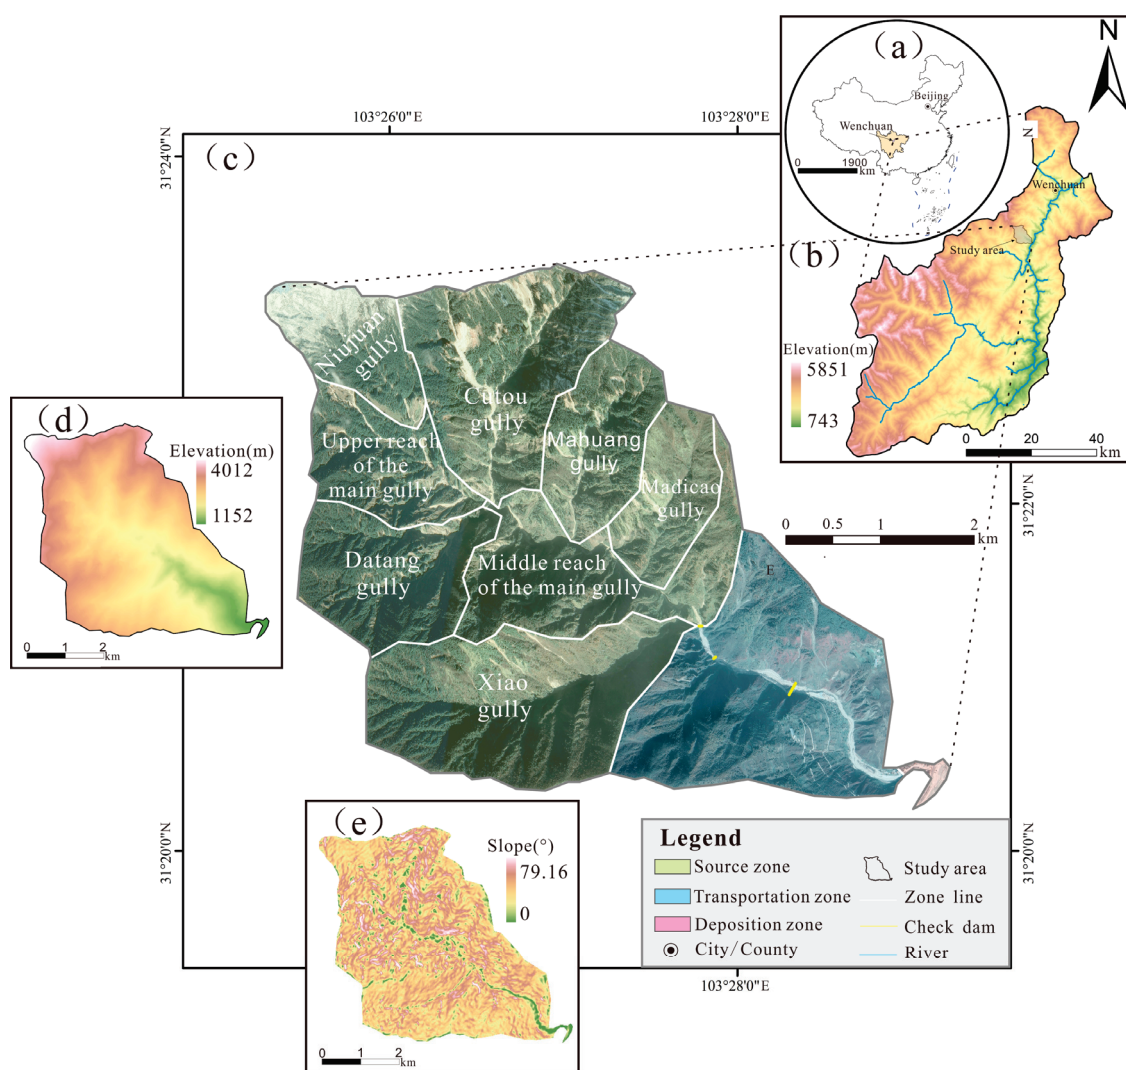 (a)
N
Beijing
Wenchuan
0 1900
km
103°26′0″E
103°28′0″E
31°24′0″N
(c)
N
Wenchuan
Study area
(b)
Elevation(m)
5851
743
0 20 40
km
Niujuan
gully
Cutou
gully
Upper reach
of the
main gully
Mahuang
gully
Madicao
gully
Datang
gully
Middle reach
of the main gully
Xiao
gully
E
0 0.5 1 2
km
31°22′0″N
(d)
Elevation(m)
4012
1152
0 1 2
km
31°20′0″N
31°20′0″N
(e)
Slope(°)
79.16
0
0 1 2
km
Legend
Source zone
Transportation zone
Deposition zone
City/County
Study area
Zone line
Check dam
River
103°28′0″E